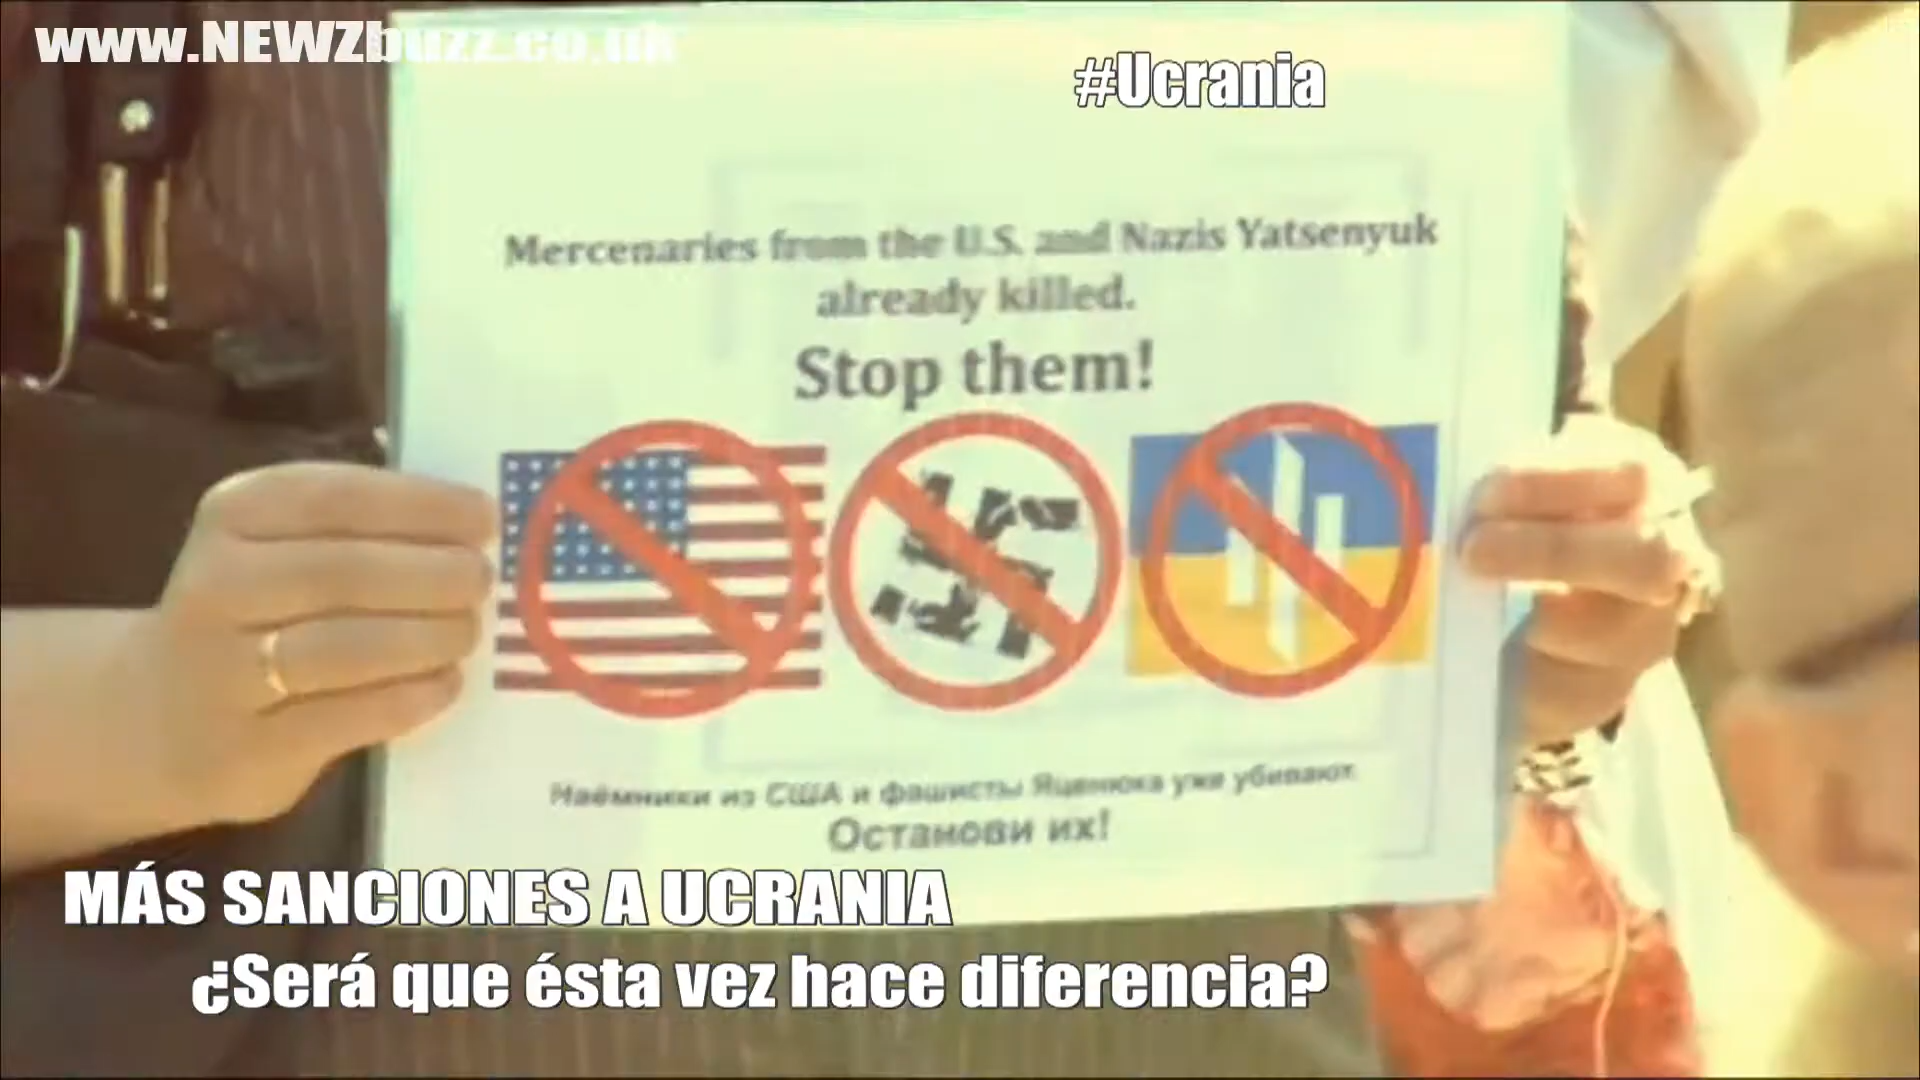 www.NEWZbuzz.co.uk
#Ucrania
Mercenaries from the U.S. and Nazis Yatsenyuk
already killed.
Stop them!
Наёмники из США и фашисты Яценюка уже убивают.
Останови их!
MÁS SANCIONES A UCRANIA
¿Será que ésta vez hace diferencia?